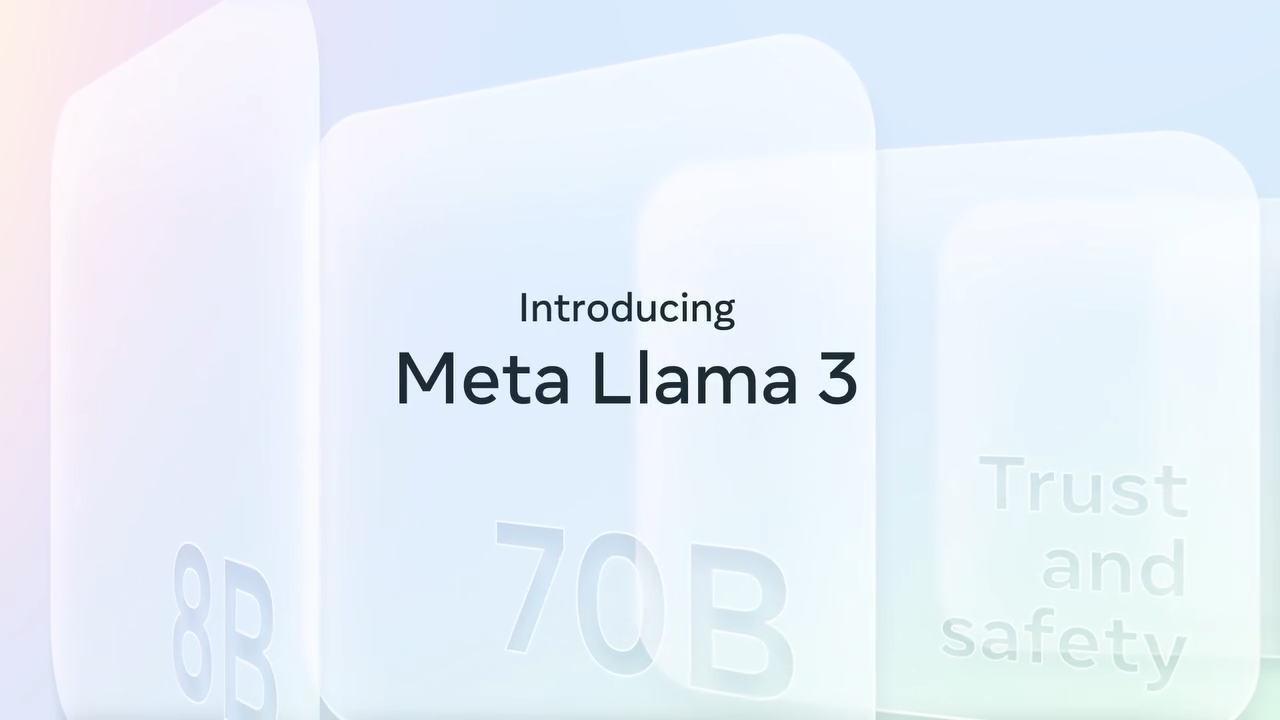 Introducing
Meta Llama 3
8B
70B
Trust
and
safety